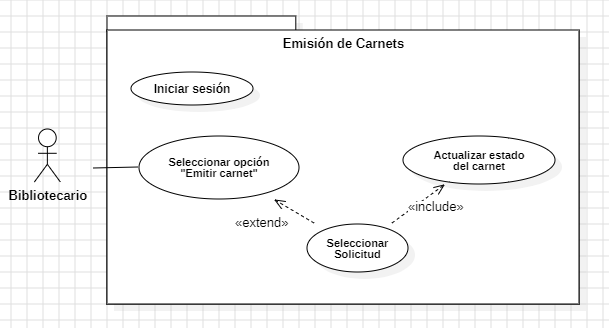 Emisión de Carnets
Iniciar sesión
Seleccionar opción
"Emitir carnet"
Actualizar estado
del carnet
Bibliotecario
«extend»
«include»
Seleccionar
Solicitud